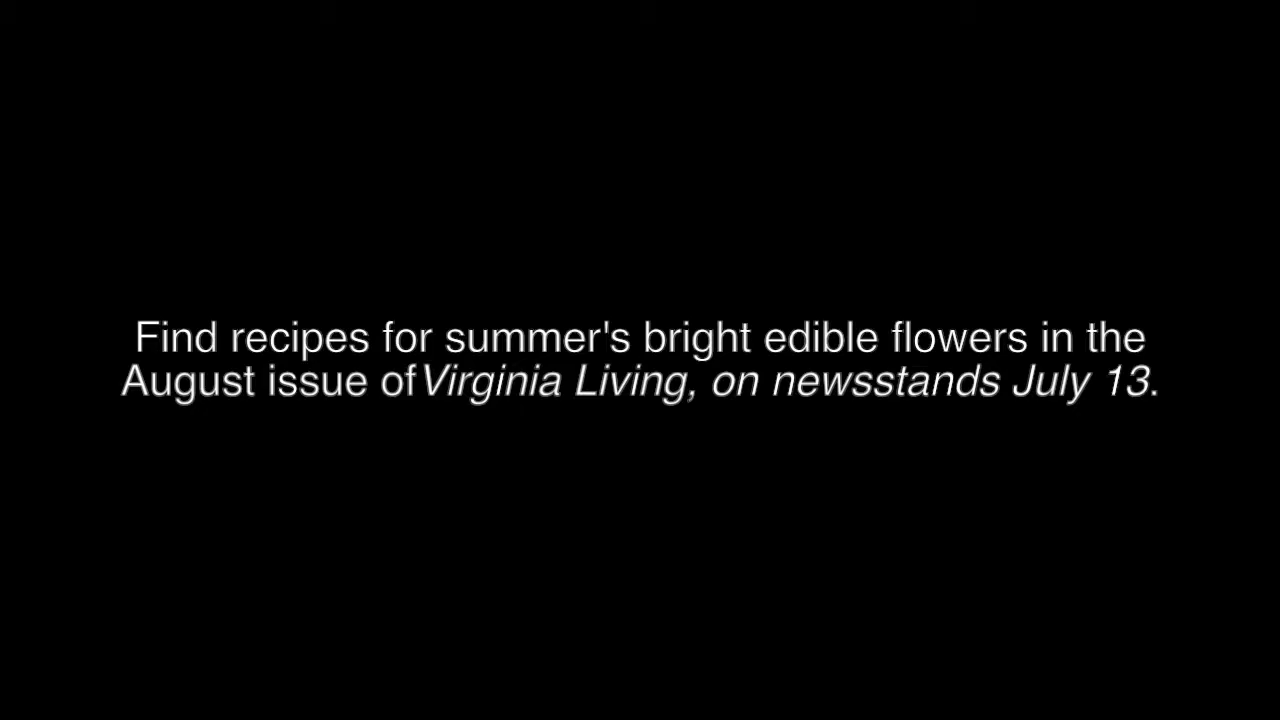 Find recipes for summer's bright edible flowers in the
August issue of Virginia Living, on newsstands July 13.